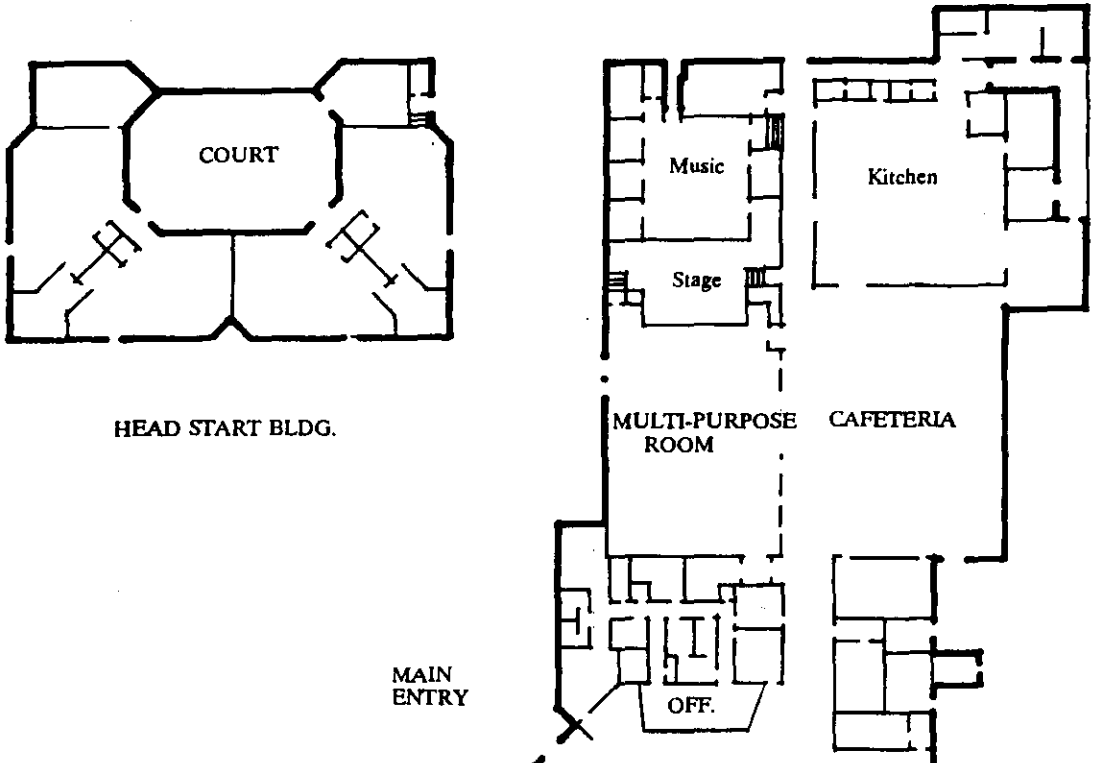 COURT
Music
Kitchen
Stage
HEAD START BLDG.
MULTI-PURPOSE
ROOM
CAFETERIA
MAIN
ENTRY
OFF.